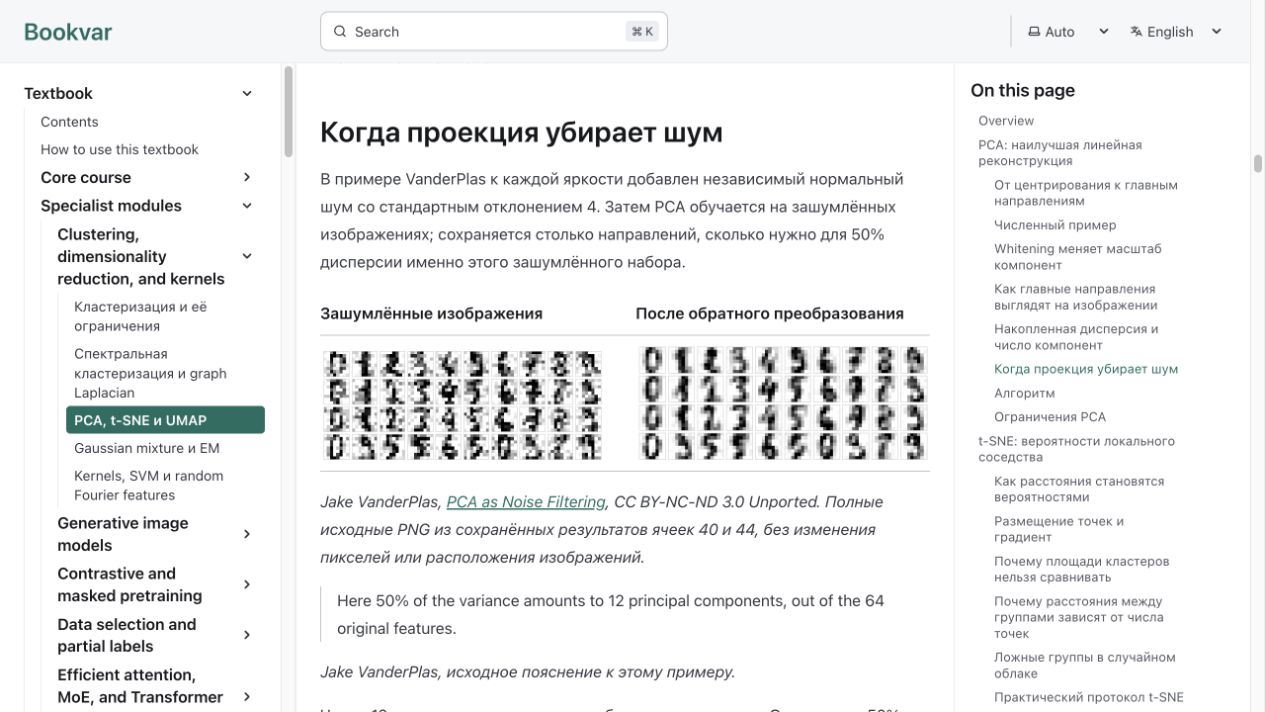 Bookvar
Search
⌘ K
Auto
English
Textbook
Contents
How to use this textbook
Core course
Specialist modules
Clustering,
dimensionality
reduction, and kernels
Кластеризация и её
ограничения
Спектральная
кластеризация и graph
Laplacian
PCA, t-SNE и UMAP
Gaussian mixture и EM
Kernels, SVM и random
Fourier features
Generative image
models
Contrastive and
masked pretraining
Data selection and
partial labels
Efficient attention,
MoE, and Transformer
Когда проекция убирает шум
В примере VanderPlas к каждой яркости добавлен независимый нормальный
шум со стандартным отклонением 4. Затем PCA обучается на зашумлённых
изображениях; сохраняется столько направлений, сколько нужно для 50%
дисперсии именно этого зашумлённого набора.
Зашумлённые изображения
После обратного преобразования
Jake VanderPlas, PCA as Noise Filtering, CC BY-NC-ND 3.0 Unported. Полные
исходные PNG из сохранённых результатов ячеек 40 и 44, без изменения
пикселей или расположения изображений.
Here 50% of the variance amounts to 12 principal components, out of the 64
original features.
Jake VanderPlas, исходное пояснение к этому примеру.
On this page
Overview
PCA: наилучшая линейная
реконструкция
От центрирования к главным
направлениям
Численный пример
Whitening меняет масштаб
компонент
Как главные направления
выглядят на изображении
Накопленная дисперсия и
число компонент
Когда проекция убирает шум
Алгоритм
Ограничения PCA
t-SNE: вероятности локального
соседства
Как расстояния становятся
вероятностями
Размещение точек и
градиент
Почему площади кластеров
нельзя сравнивать
Почему расстояния между
группами зависят от числа
точек
Ложные группы в случайном
облаке
Практический протокол t-SNE